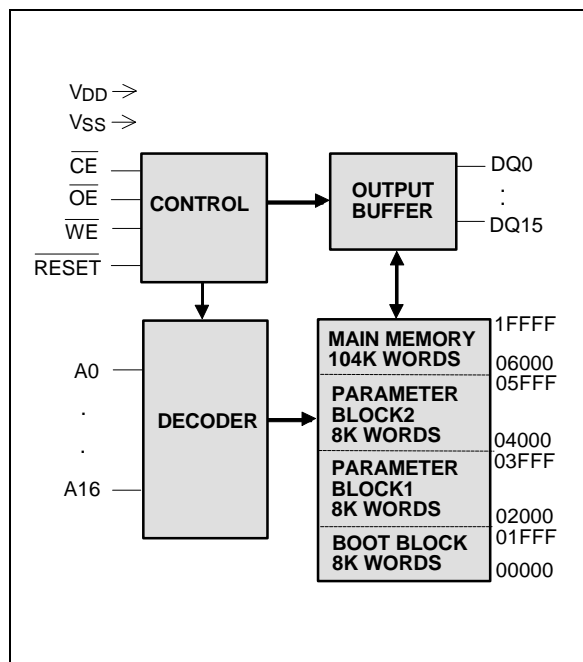 VDD
VSS
CE
OE
WE
RESET
CONTROL
OUTPUT
BUFFER
DQ0
.
.
DQ15
A0
.
.
A16
DECODER
MAIN MEMORY
104K WORDS
1FFFF
06000
PARAMETER
BLOCK2
8K WORDS
05FFF
04000
PARAMETER
BLOCK1
8K WORDS
03FFF
02000
BOOT BLOCK
8K WORDS
01FFF
00000